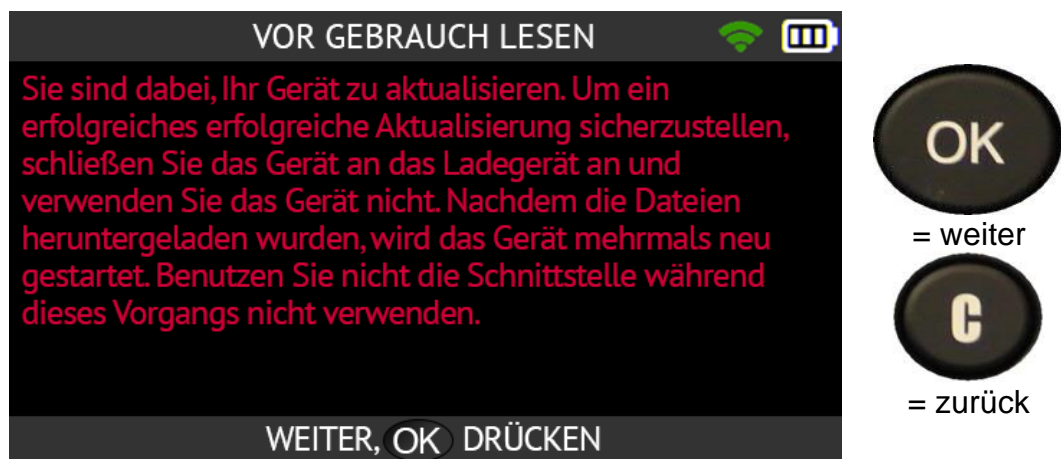 VOR GEBRAUCH LESEN
Sie sind dabei, Ihr Gerät zu aktualisieren. Um ein
erfolgreiches erfolgreiche Aktualisierung sicherzustellen,
schließen Sie das Gerät an das Ladegerät an und
verwenden Sie das Gerät nicht. Nachdem die Dateien
heruntergeladen wurden, wird das Gerät mehrmals neu
gestartet. Benutzen Sie nicht die Schnittstelle während
dieses Vorgangs nicht verwenden.
WEITER, OK DRÜCKEN
OK
= weiter
C
= zurück